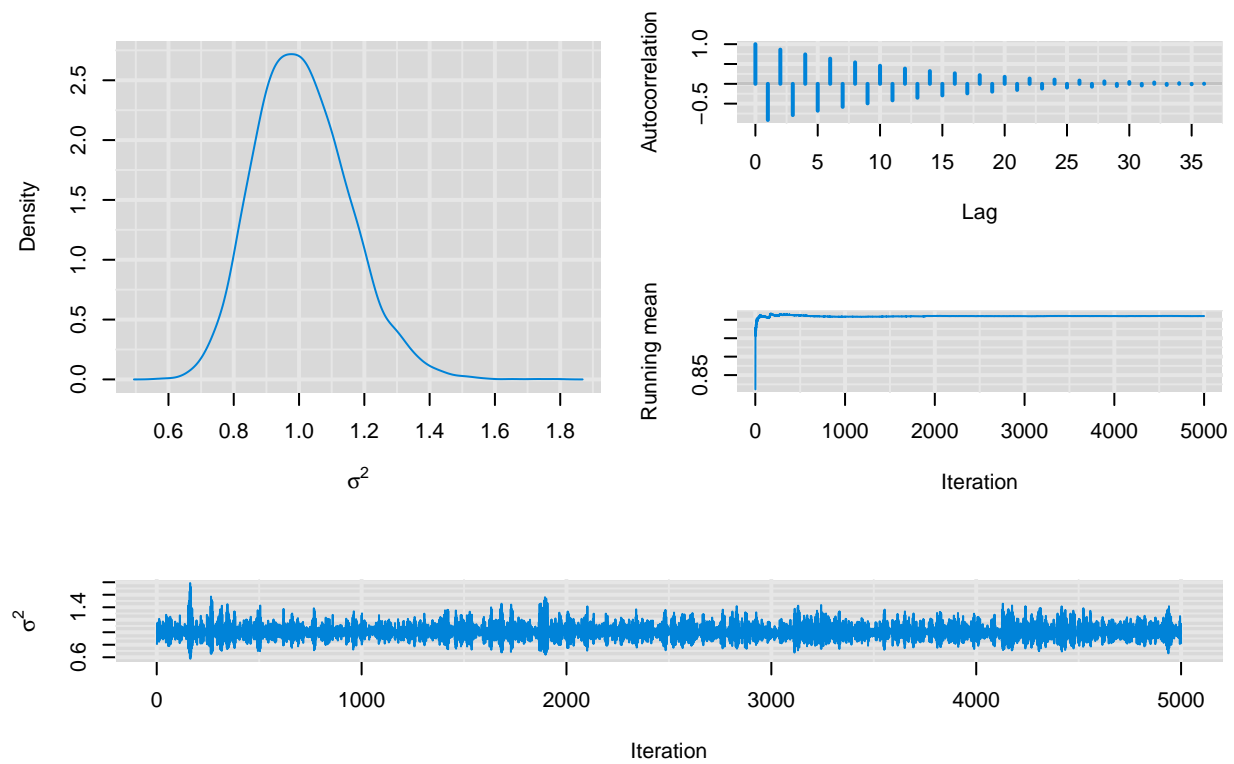 Density
0.0 0.5 1.0 1.5 2.0 2.5
0.6 0.8 1.0 1.2 1.4 1.6 1.8
σ²
Autocorrelation
−0.5 1.0
0 5 10 15 20 25 30 35
Lag
Running mean
0.85
0 1000 2000 3000 4000 5000
Iteration
σ²
0.6 1.4
0 1000 2000 3000 4000 5000
Iteration